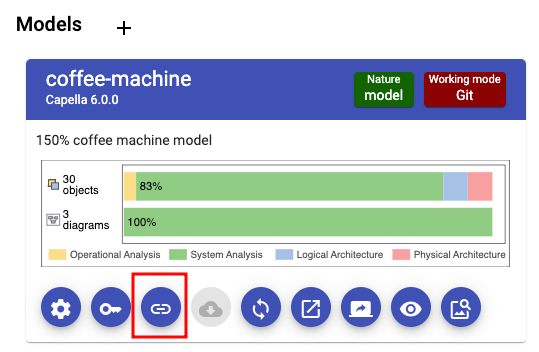 Models
coffee-machine
Capella 6.0.0
Nature
model
Working mode
Git
150% coffee machine model
30
objects
83%
3
diagrams
100%
Operational Analysis
System Analysis
Logical Architecture
Physical Architecture